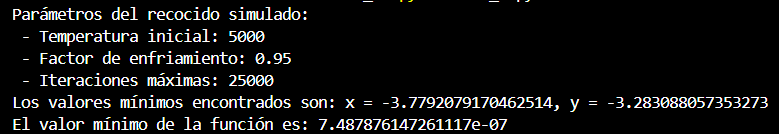 Parámetros del recocido simulado:
- Temperatura inicial: 5000
- Factor de enfriamiento: 0.95
- Iteraciones máximas: 25000
Los valores mínimos encontrados son: x = -3.7792079170462514, y = -3.283088057353273
El valor mínimo de la función es: 7.487876147261117e-07